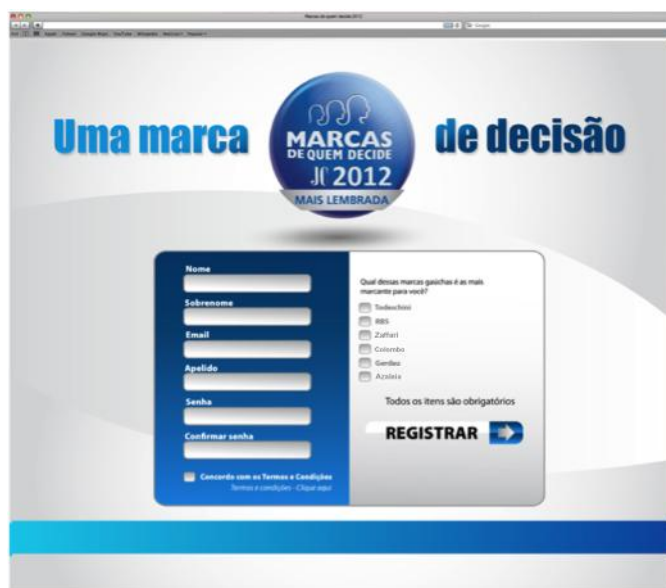 Marcas de quem decide 2012
Google
Uma marca
MARCAS
DE QUEM DECIDE
JC 2012
MAIS LEMBRADA
de decisão
Nome
Sobrenome
Email
Apelido
Senha
Confirmar senha
Concordo com os Termos e Condições
Termos e condições - Clique aqui
Qual dessas marcas gaúchas é as mais
marcante para você?
Todeschini
RBS
Zaffari
Colombo
Gerdau
Azaleia
Todos os itens são obrigatórios
REGISTRAR